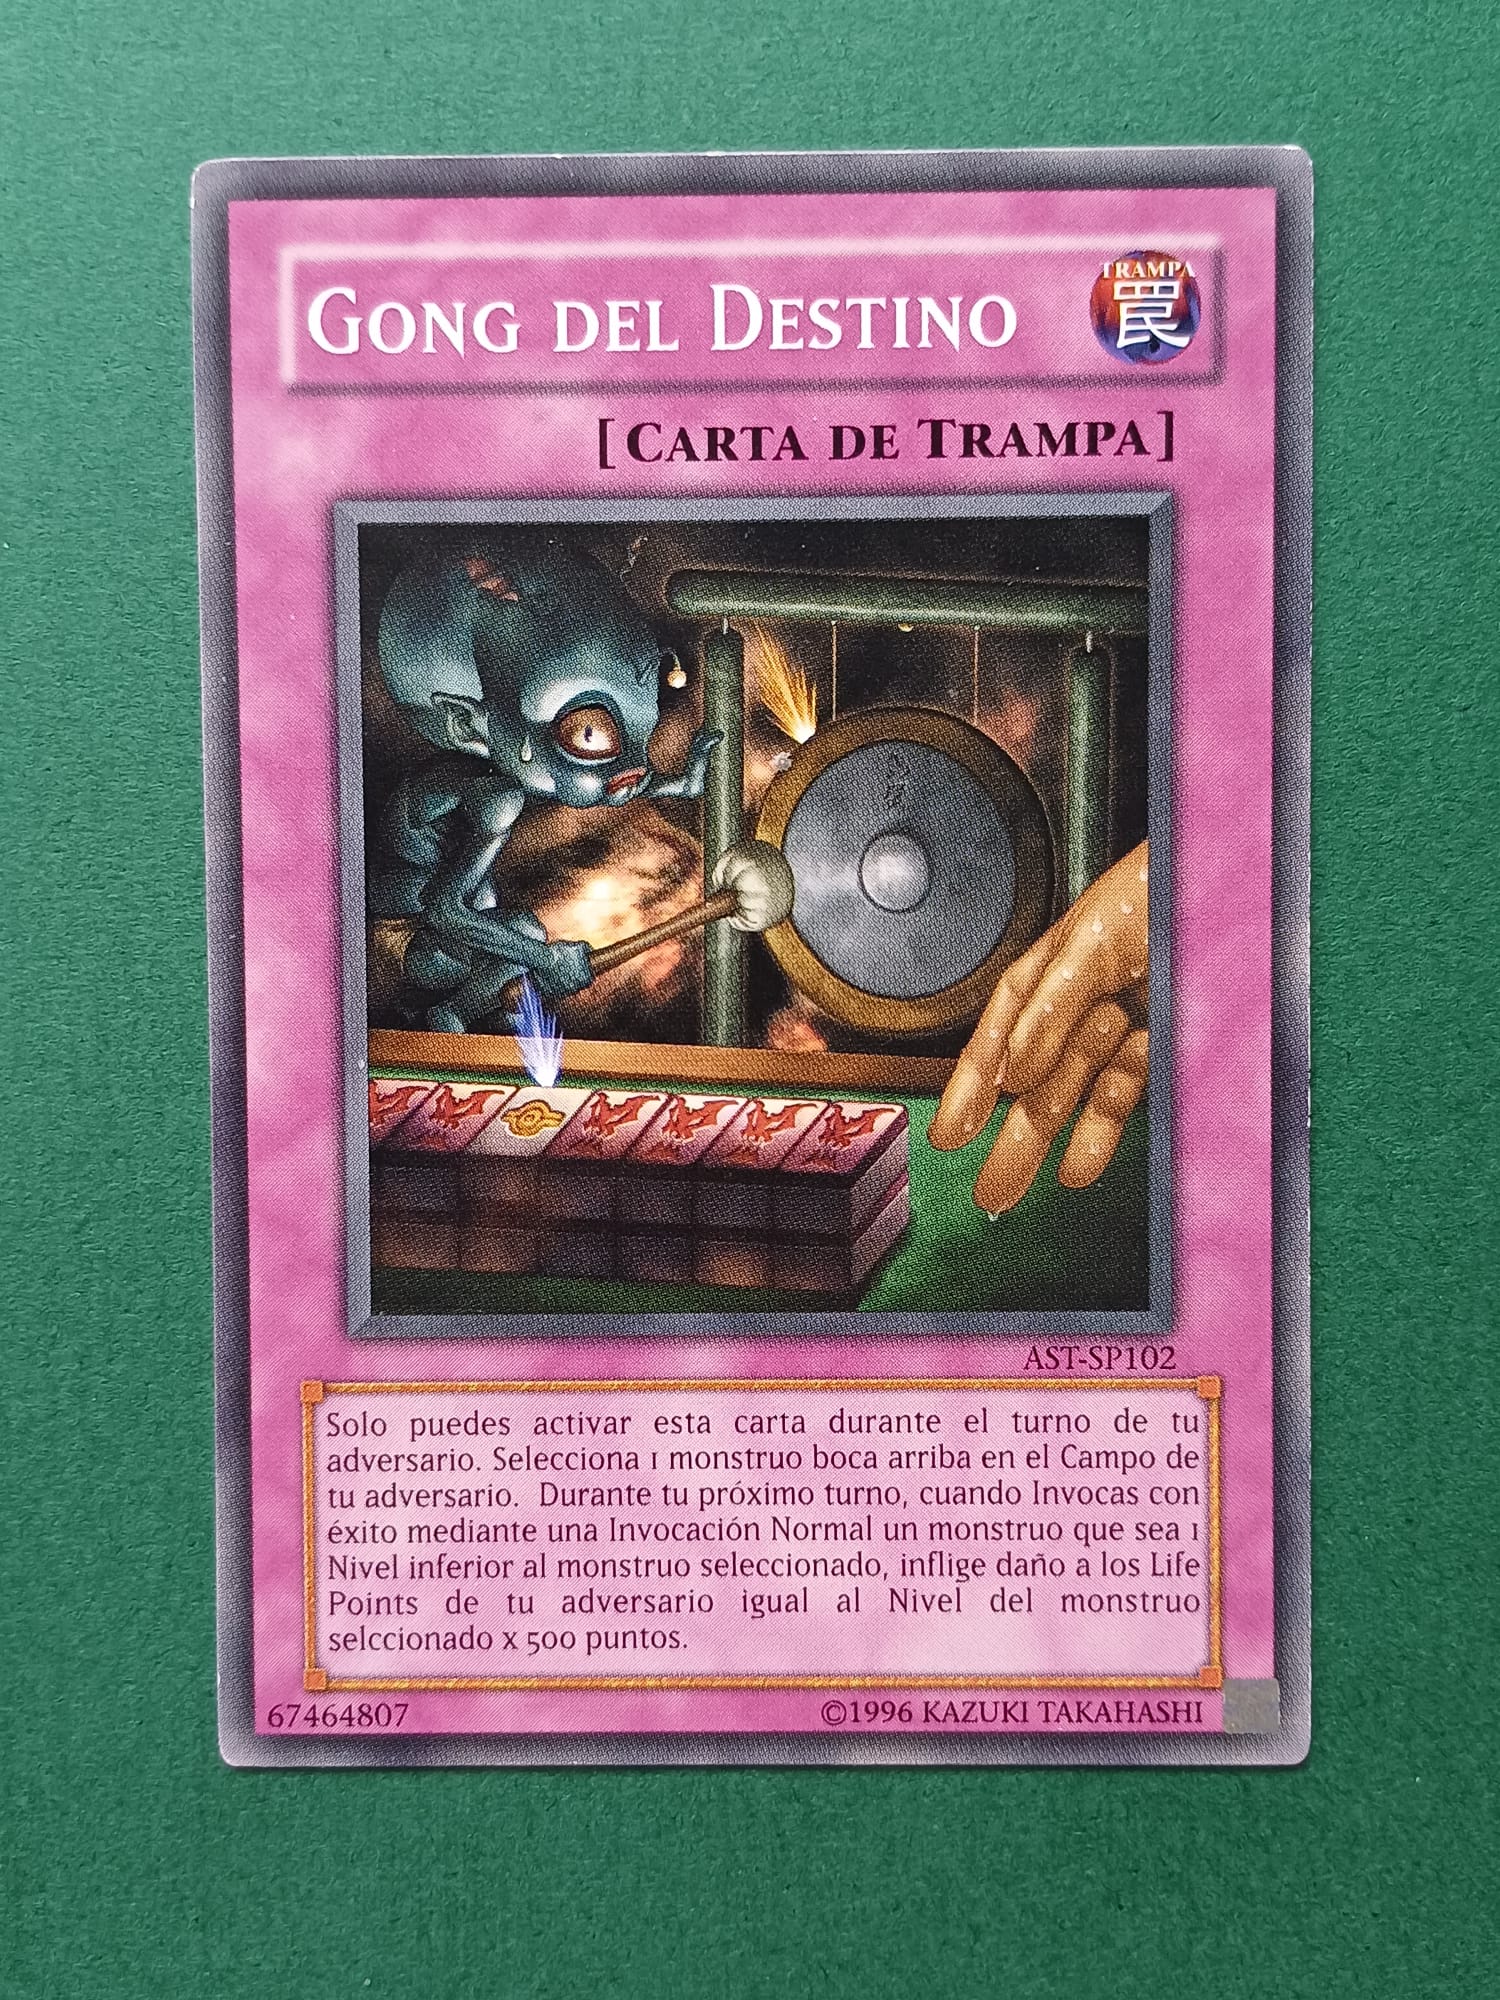 GONG DEL DESTINO
TRAMPA
罠
[CARTA DE TRAMPA]
AST-SP102
Solo puedes activar esta carta durante el turno de tu
adversario. Selecciona 1 monstruo boca arriba en el Campo de
tu adversario. Durante tu próximo turno, cuando Invocas con
éxito mediante una Invocación Normal un monstruo que sea 1
Nivel inferior al monstruo seleccionado, inflige daño a los Life
Points de tu adversario igual al Nivel del monstruo
selccionado x 500 puntos.
67464807
©1996 KAZUKI TAKAHASHI